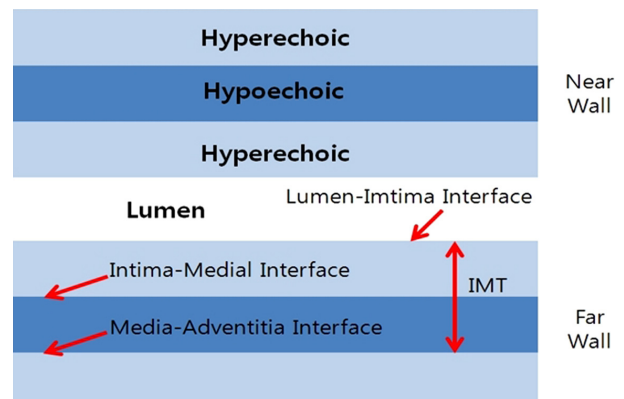 Hyperechoic
Hypoechoic
Near
Wall
Hyperechoic
Lumen-Imtima Interface
Lumen
Intima-Medial Interface
IMT
Media-Adventitia Interface
Far
Wall